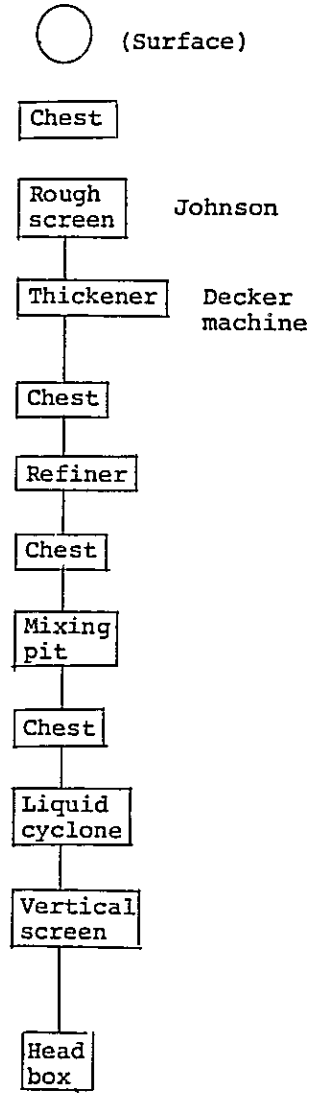 (Surface)
Chest
Rough
screen
Johnson
Thickener
Decker
machine
Chest
Refiner
Chest
Mixing
pit
Chest
Liquid
cyclone
Vertical
screen
Head
box